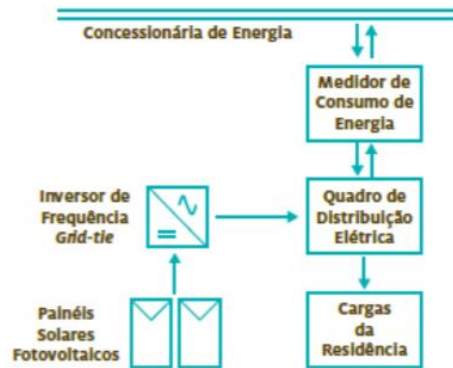 Concessionária de Energia
Medidor de
Consumo de
Energia
Inversor de
Frequência
Grid-tie
Quadro de
Distribuição
Elétrica
Painéis
Solares
Fotovoltaicos
Cargas
da
Residência